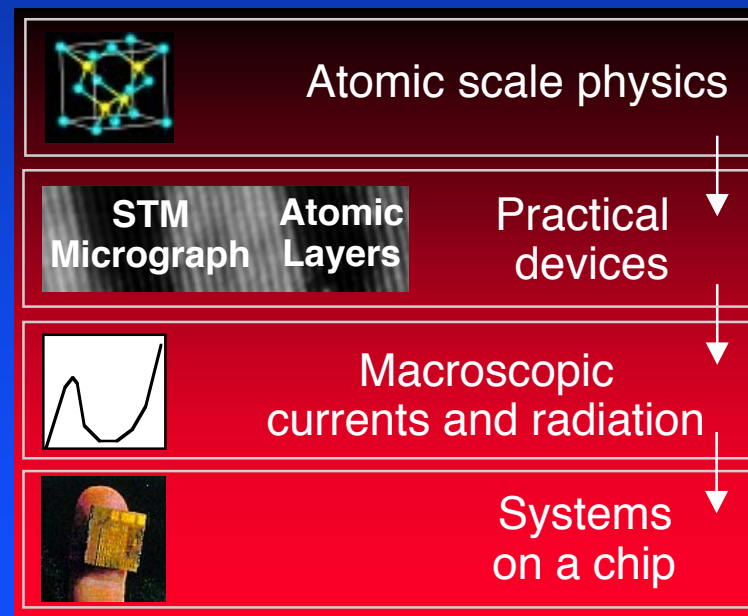 Atomic scale physics
STM
Micrograph
Atomic
Layers
Practical
devices
Macroscopic
currents and radiation
Systems
on a chip